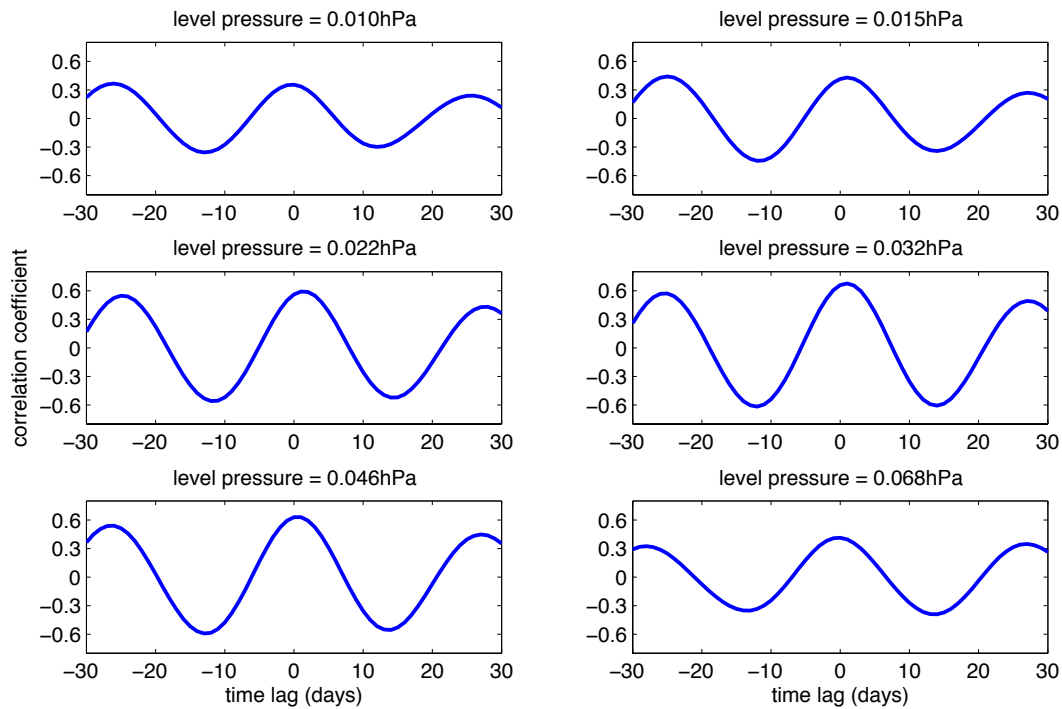 level pressure = 0.010hPa
0.6
0.3
0
−0.3
−0.6
−30 −20 −10 0 10 20 30
level pressure = 0.015hPa
0.6
0.3
0
−0.3
−0.6
−30 −20 −10 0 10 20 30
correlation coefficient
level pressure = 0.022hPa
0.6
0.3
0
−0.3
−0.6
−30 −20 −10 0 10 20 30
level pressure = 0.032hPa
0.6
0.3
0
−0.3
−0.6
−30 −20 −10 0 10 20 30
level pressure = 0.046hPa
0.6
0.3
0
−0.3
−0.6
−30 −20 −10 0 10 20 30
time lag (days)
level pressure = 0.068hPa
0.6
0.3
0
−0.3
−0.6
−30 −20 −10 0 10 20 30
time lag (days)